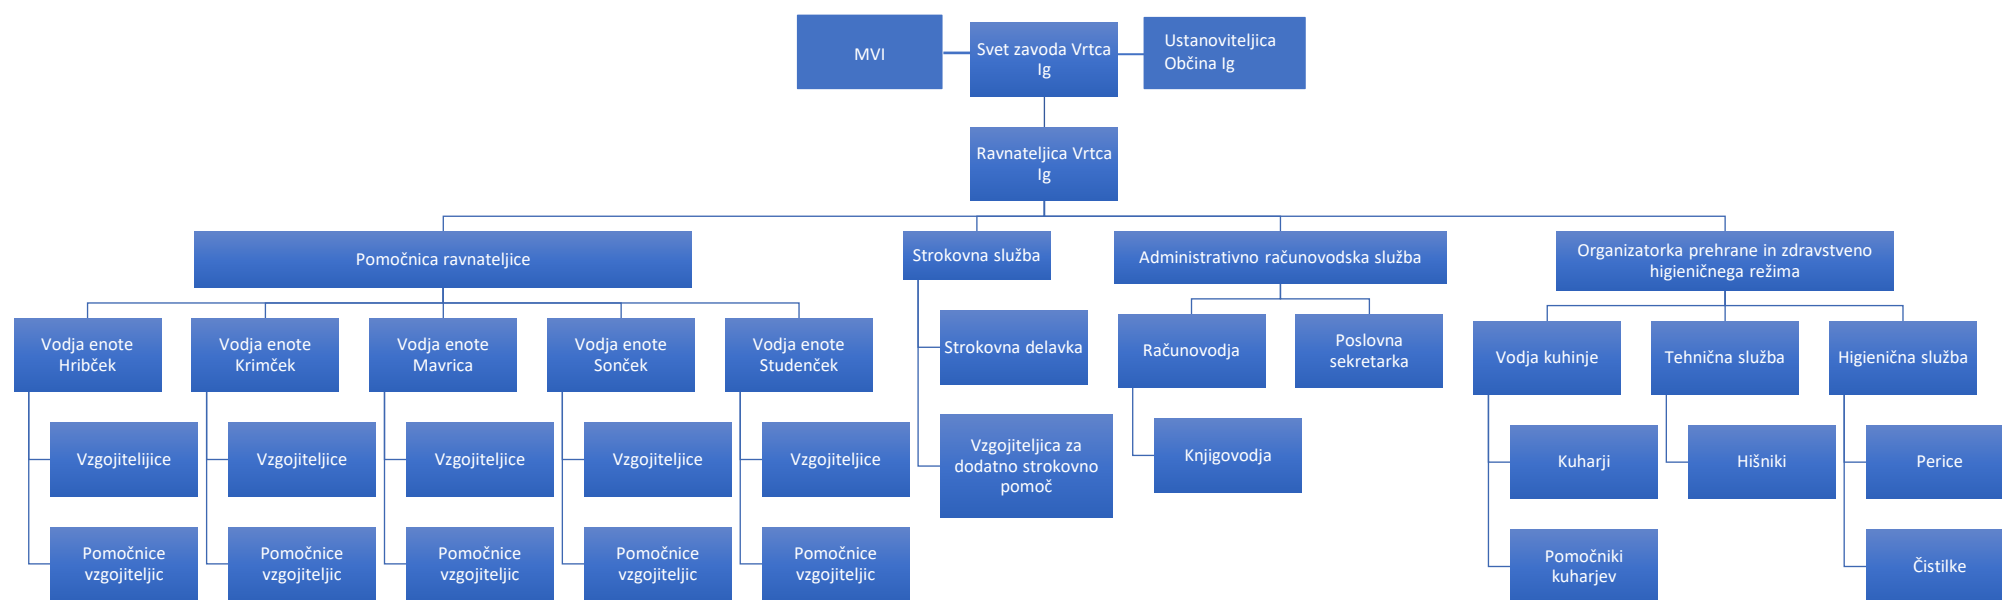 MVI
Svet zavoda Vrtca
Ig
Ustanoviteljica
Občina Ig
Ravnateljica Vrtca
Ig
Pomočnica ravnateljice
Strokovna služba
Administrativno računovodska služba
Organizatorka prehrane in zdravstveno
higieničnega režima
Vodja enote
Hribček
Vodja enote
Krimček
Vodja enote
Mavrica
Vodja enote
Sonček
Vodja enote
Studenček
Strokovna delavka
Računovodja
Poslovna
sekretarka
Vodja kuhinje
Tehnična služba
Higienična služba
Vzgojitelijice
Vzgojiteljice
Vzgojiteljice
Vzgojiteljice
Vzgojiteljice
Vzgojiteljica za
dodatno strokovno
pomoč
Knjigovodja
Kuharji
Hišniki
Perice
Pomočnice
vzgojiteljic
Pomočnice
vzgojiteljic
Pomočnice
vzgojiteljic
Pomočnice
vzgojiteljic
Pomočnice
vzgojiteljic
Pomočniki
kuharjev
Čistilke